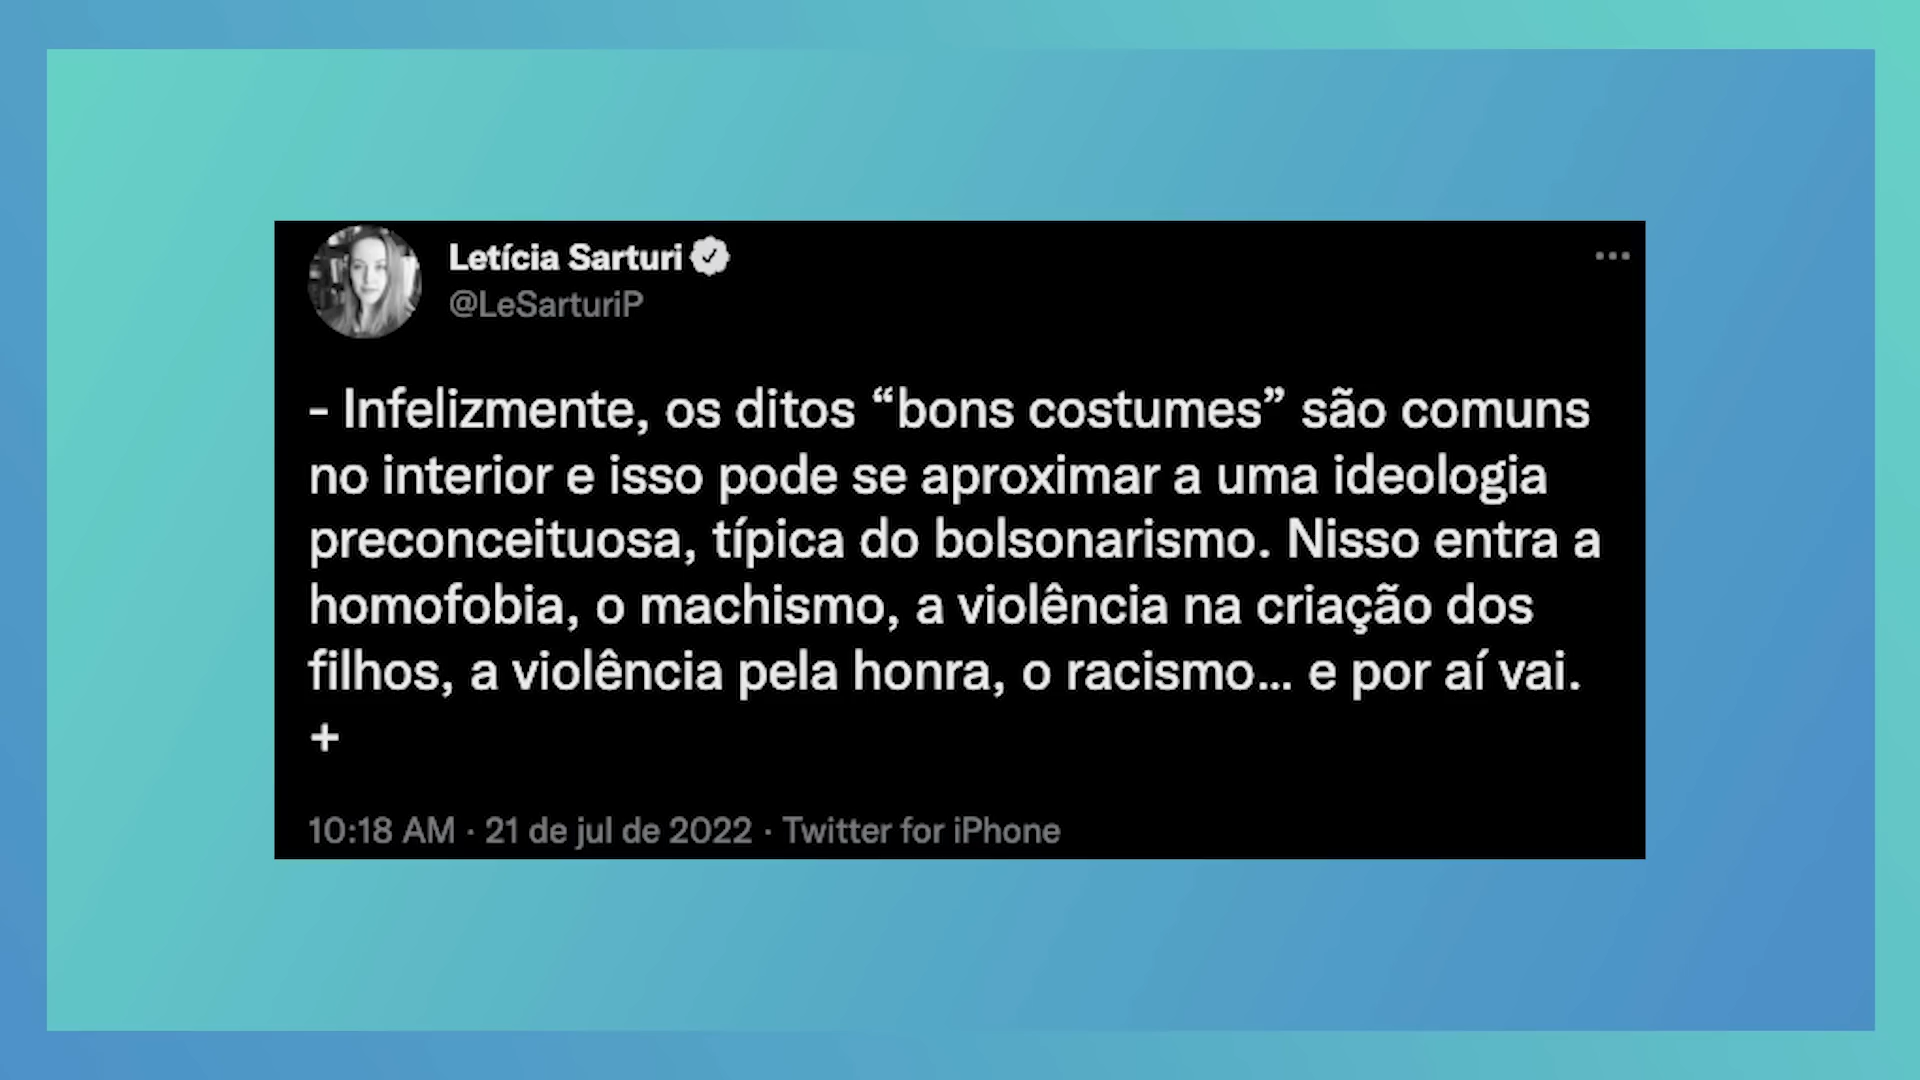 Letícia Sarturi
@LeSarturiP
- Infelizmente, os ditos “bons costumes” são comuns
no interior e isso pode se aproximar a uma ideologia
preconceituosa, típica do bolsonarismo. Nisso entra a
homofobia, o machismo, a violência na criação dos
filhos, a violência pela honra, o racismo... e por aí vai.
+
10:18 AM · 21 de jul de 2022 · Twitter for iPhone